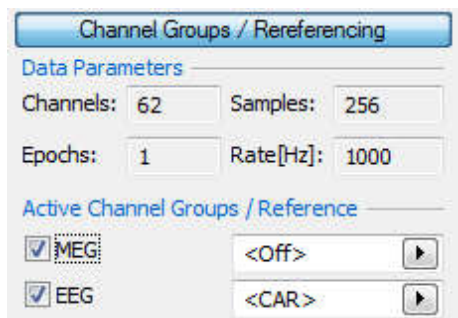 Channel Groups / Rereferencing
Data Parameters
Channels: 62 Samples: 256
Epochs: 1 Rate[Hz]: 1000
Active Channel Groups / Reference
MEG <Off>
EEG <CAR>